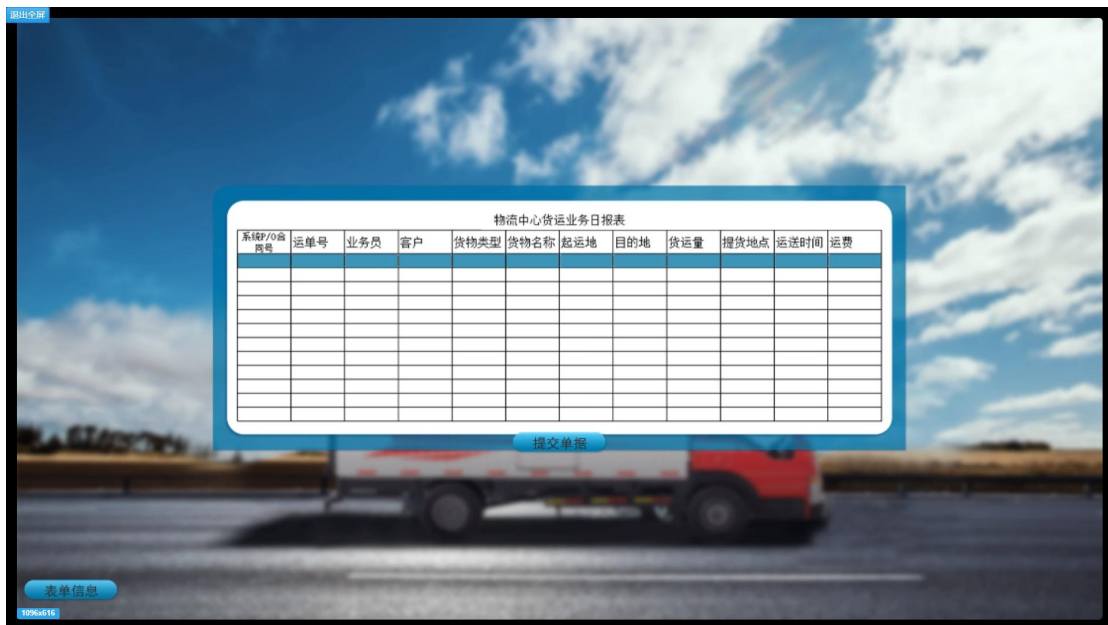 退出全屏
物流中心货运业务日报表
系统P/O合同号 运单号 业务员 客户 货物类型 货物名称 起运地 目的地 货运量 提货地点 运送时间 运费
提交单据
表单信息
1096x616